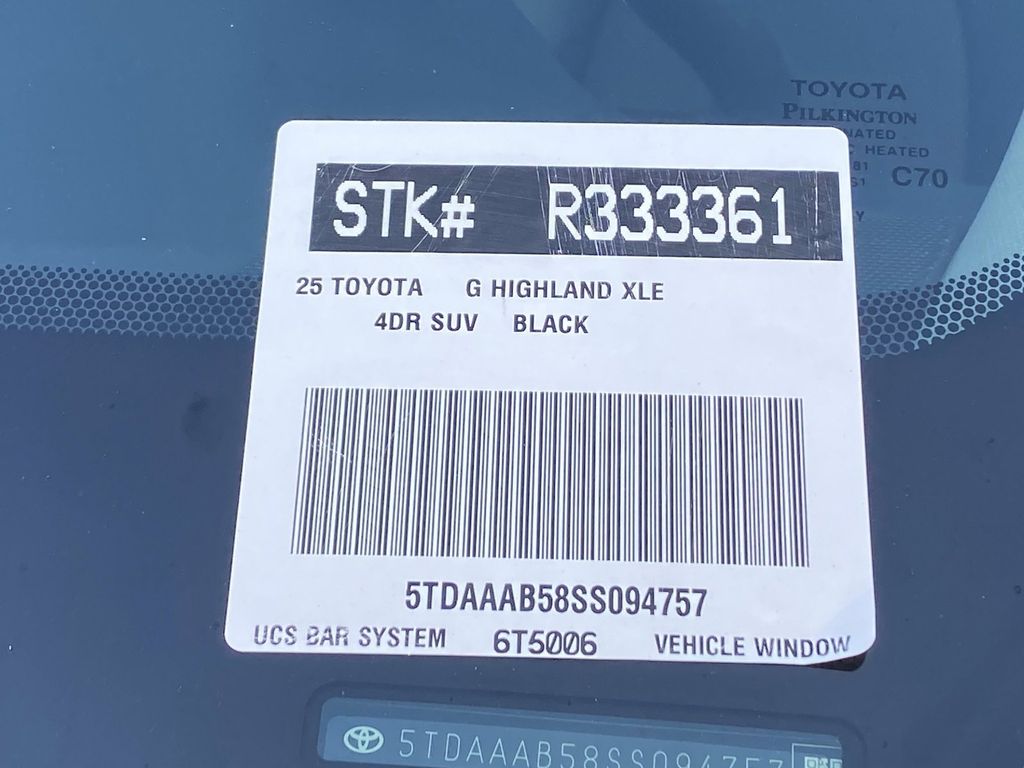 TOYOTA
PILKINGTON
HEATED
C70
STK# R333361
25 TOYOTA G HIGHLAND XLE
4DR SUV BLACK
5TDAAAB58SS094757
UCS BAR SYSTEM 6T5006 VEHICLE WINDOW
5TDAAAB58SS094757